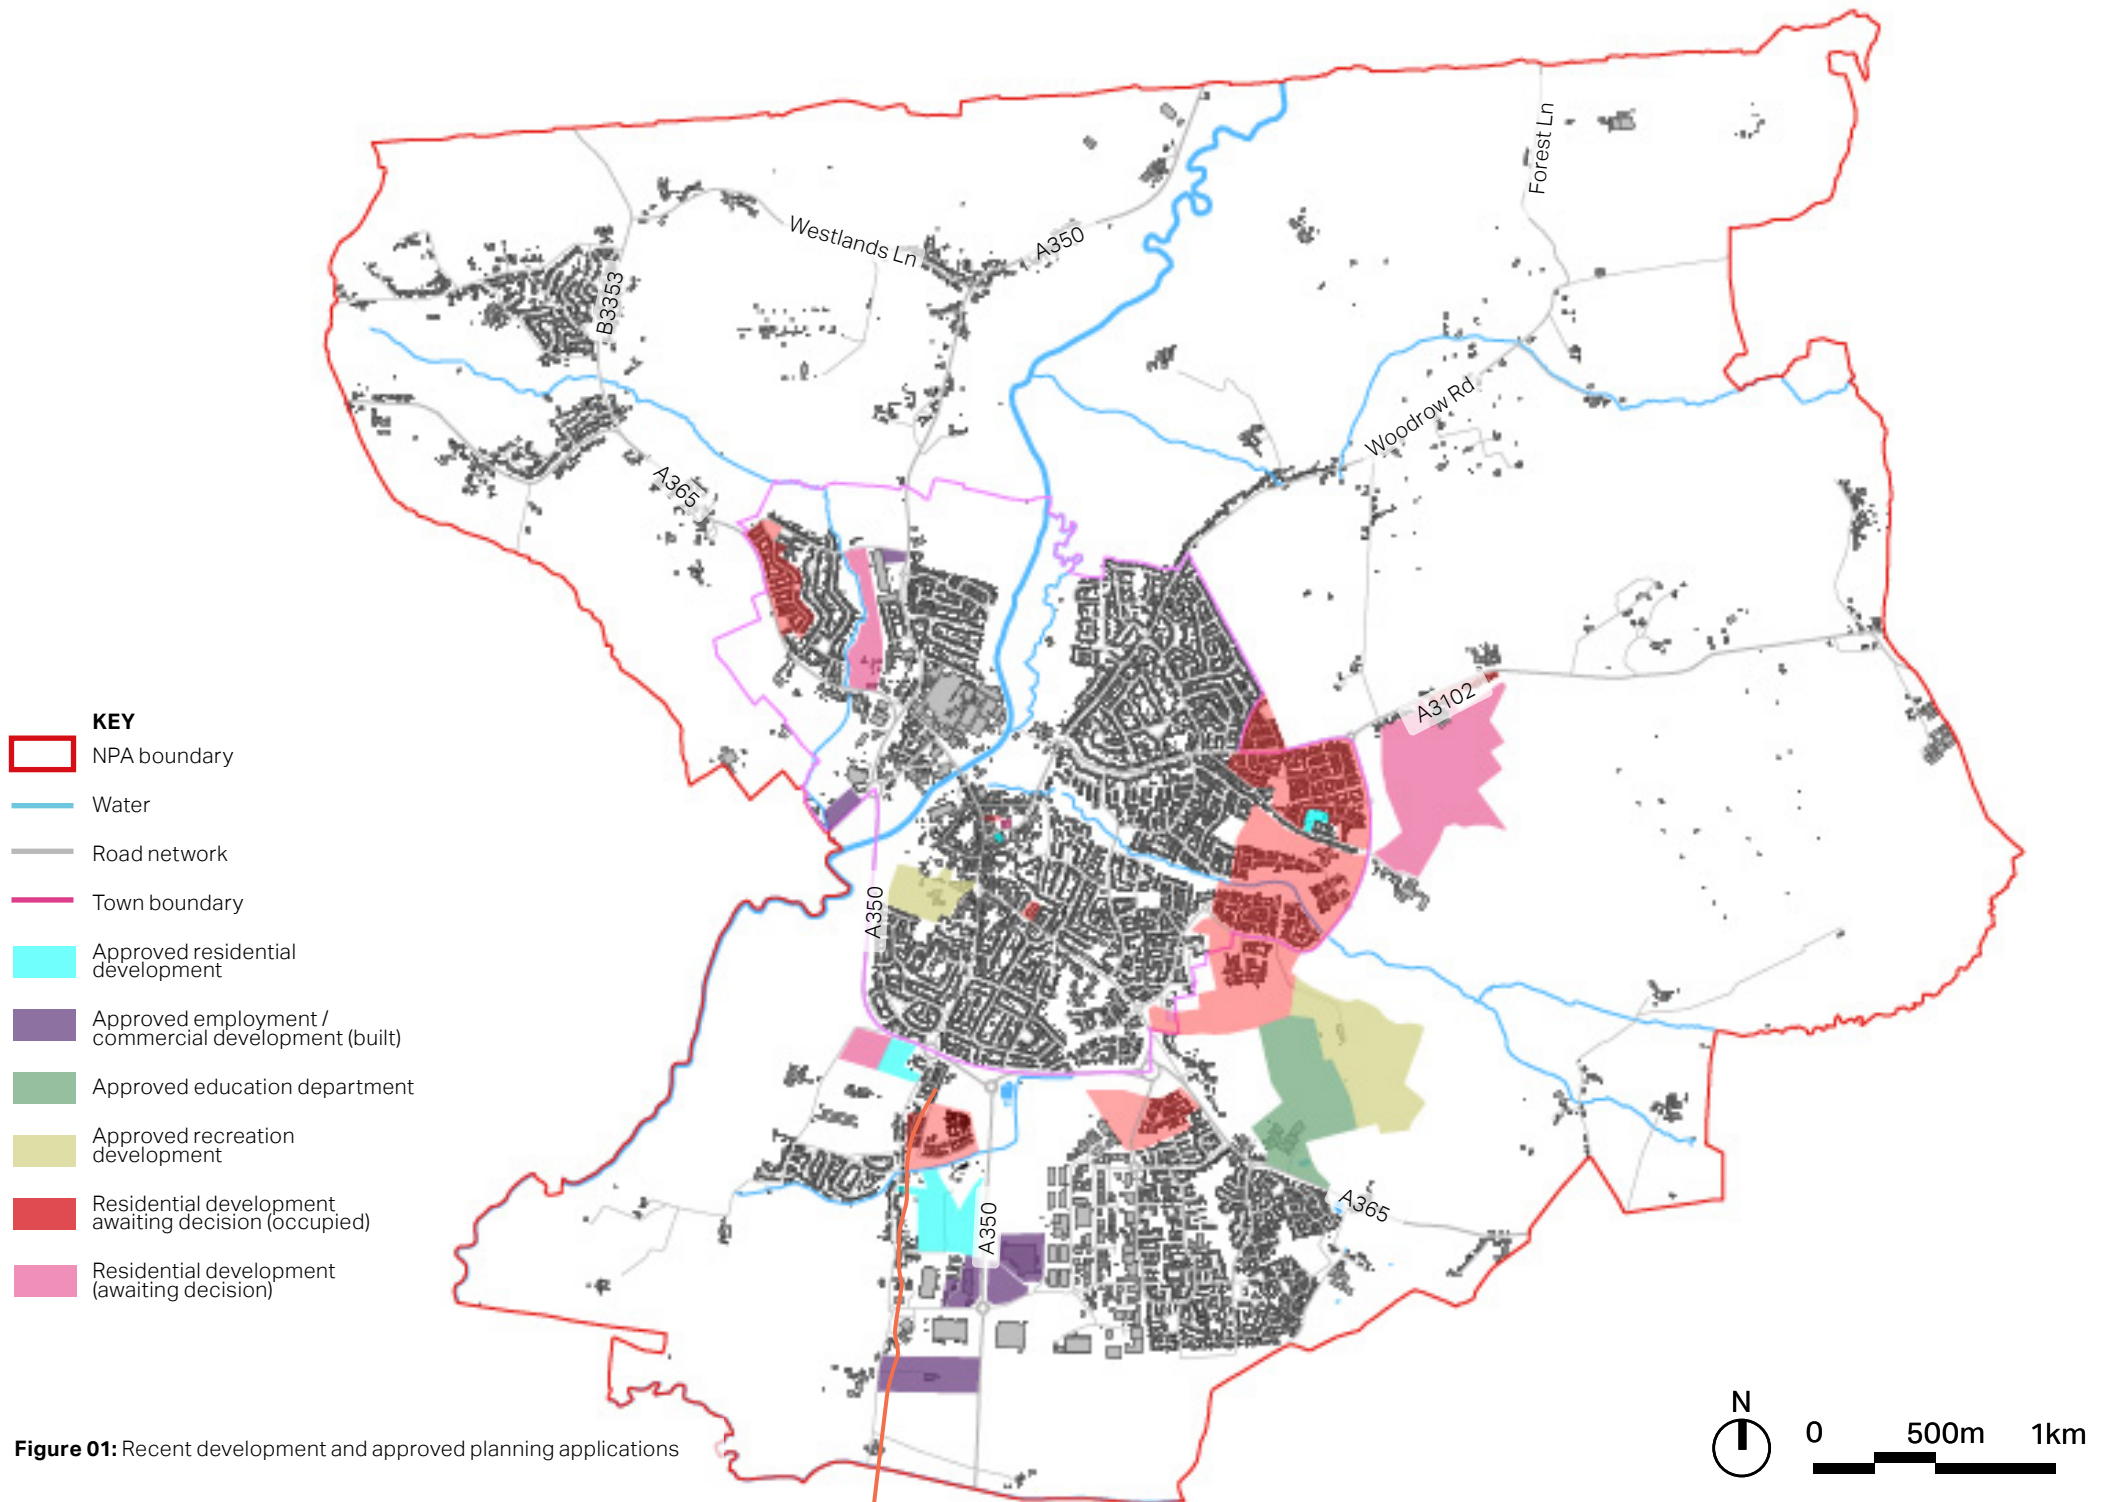 Forest Ln
Westlands Ln
A350
B3353
Woodrow Rd
A365
A3102
A350
A365
A350
KEY
NPA boundary
Water
Road network
Town boundary
Approved residential
development
Approved employment /
commercial development (built)
Approved education department
Approved recreation
development
Residential development
awaiting decision (occupied)
Residential development
(awaiting decision)
Figure 01: Recent development and approved planning applications
N
0 500m 1km